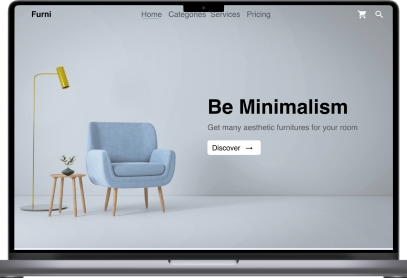 Furni
Home Categories Services Pricing
Be Minimalism
Get many aesthetic furnitures for your room
Discover →